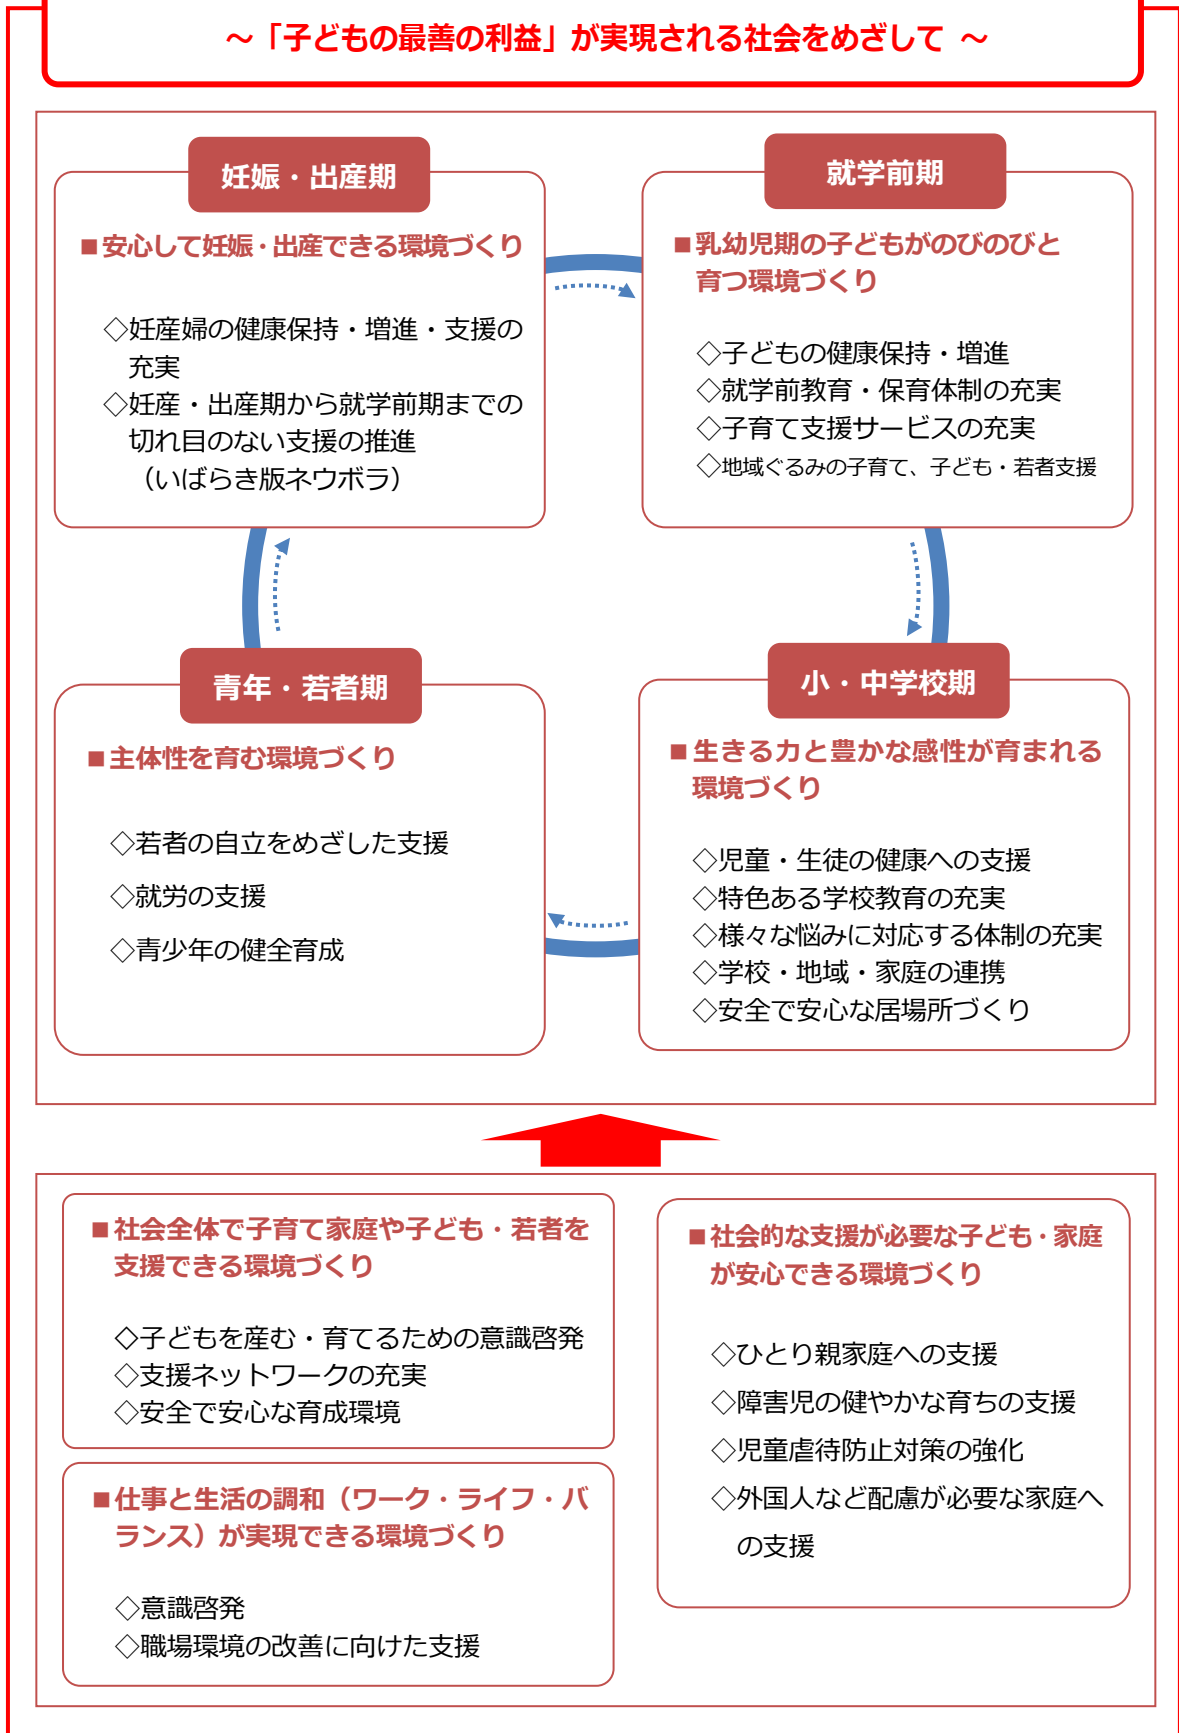 ～「子どもの最善の利益」が実現される社会をめざして ～
妊娠・出産期
■安心して妊娠・出産できる環境づくり
◇妊産婦の健康保持・増進・支援の
充実
◇妊産・出産期から就学前期までの
切れ目のない支援の推進
（いばらき版ネウボラ）
就学前期
■乳幼児期の子どもがのびのびと
育つ環境づくり
◇子どもの健康保持・増進
◇就学前教育・保育体制の充実
◇子育て支援サービスの充実
◇地域ぐるみの子育て、子ども・若者支援
青年・若者期
■主体性を育む環境づくり
◇若者の自立をめざした支援
◇就労の支援
◇青少年の健全育成
小・中学校期
■生きる力と豊かな感性が育まれる
環境づくり
◇児童・生徒の健康への支援
◇特色ある学校教育の充実
◇様々な悩みに対応する体制の充実
◇学校・地域・家庭の連携
◇安全で安心な居場所づくり
■社会全体で子育て家庭や子ども・若者を
支援できる環境づくり
◇子どもを産む・育てるための意識啓発
◇支援ネットワークの充実
◇安全で安心な育成環境
■仕事と生活の調和（ワーク・ライフ・バ
ランス）が実現できる環境づくり
◇意識啓発
◇職場環境の改善に向けた支援
■社会的な支援が必要な子ども・家庭
が安心できる環境づくり
◇ひとり親家庭への支援
◇障害児の健やかな育ちの支援
◇児童虐待防止対策の強化
◇外国人など配慮が必要な家庭へ
の支援